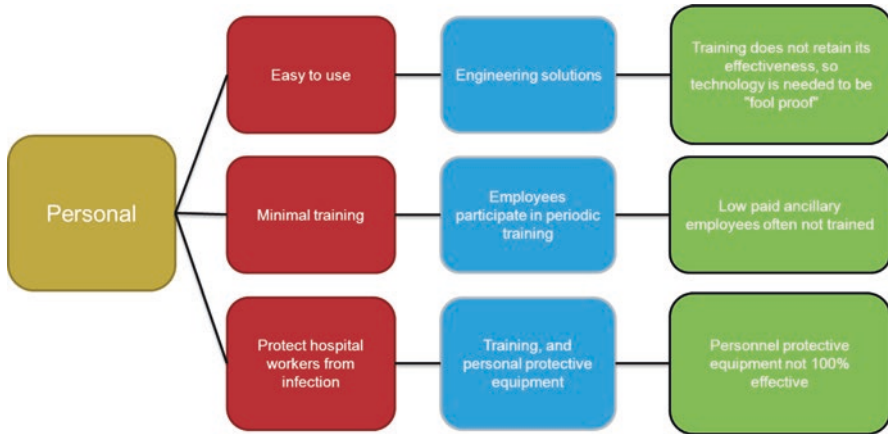 Personal
Easy to use
Engineering solutions
Training does not retain its
effectiveness, so
technology is needed to be
"fool proof"
Minimal training
Employees
participate in periodic
training
Low paid ancillary
employees often not trained
Protect hospital
workers from
infection
Training, and
personal protective
equipment
Personnel protective
equipment not 100%
effective